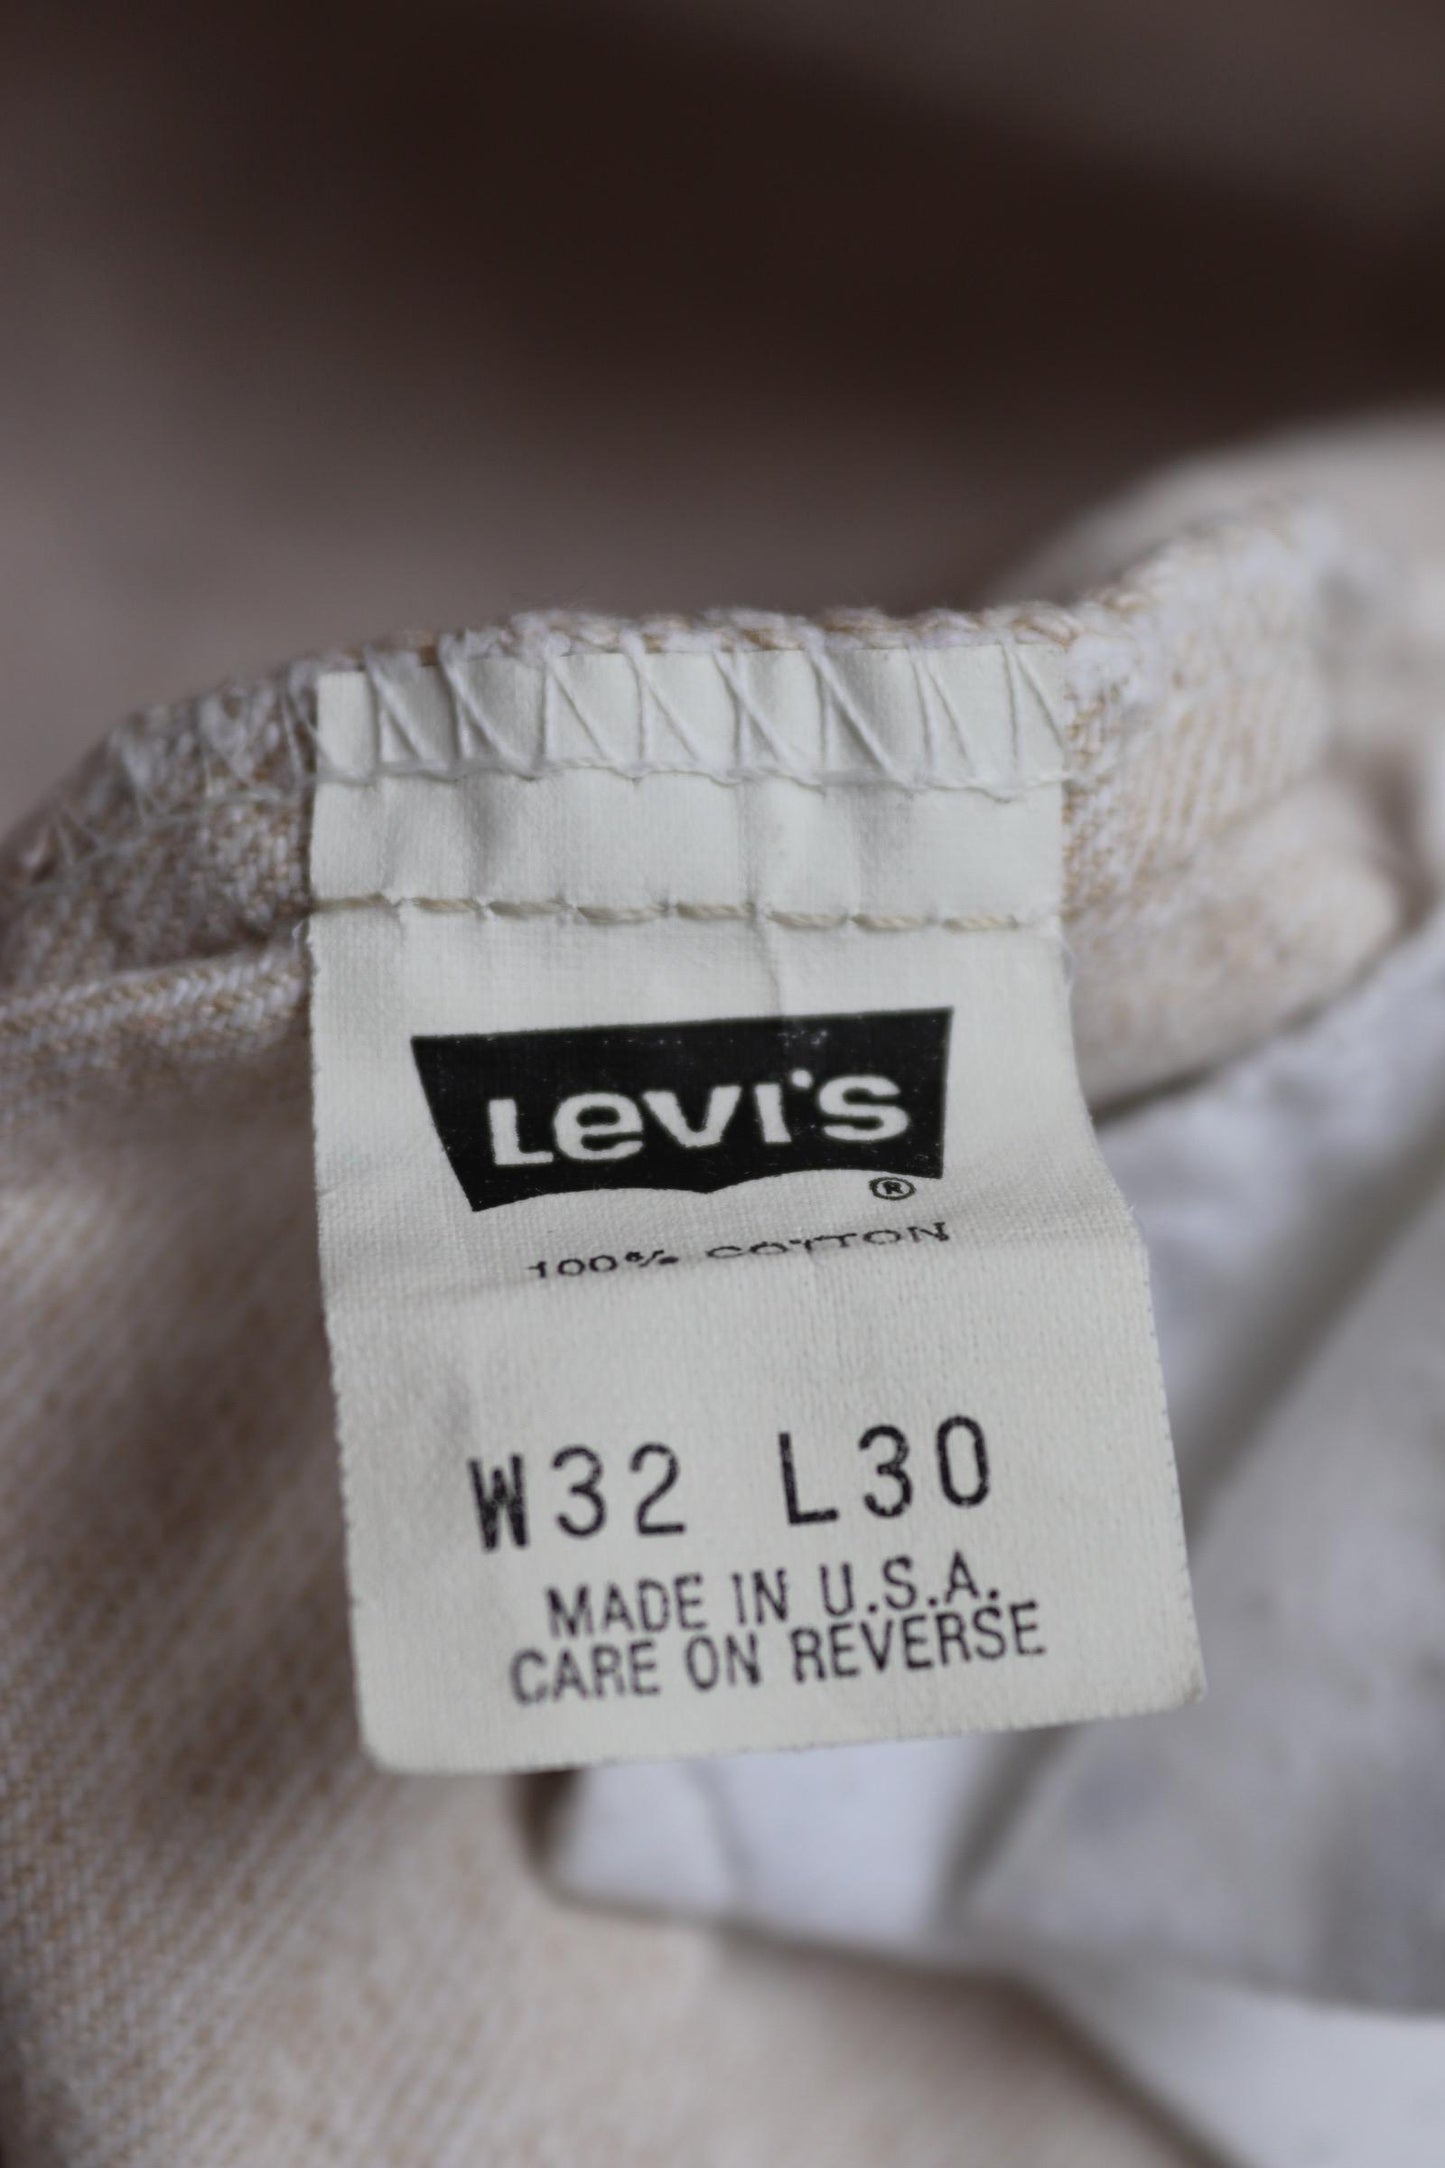 LEVI'S
®
100% COTTON
W32 L30
MADE IN U.S.A.
CARE ON REVERSE